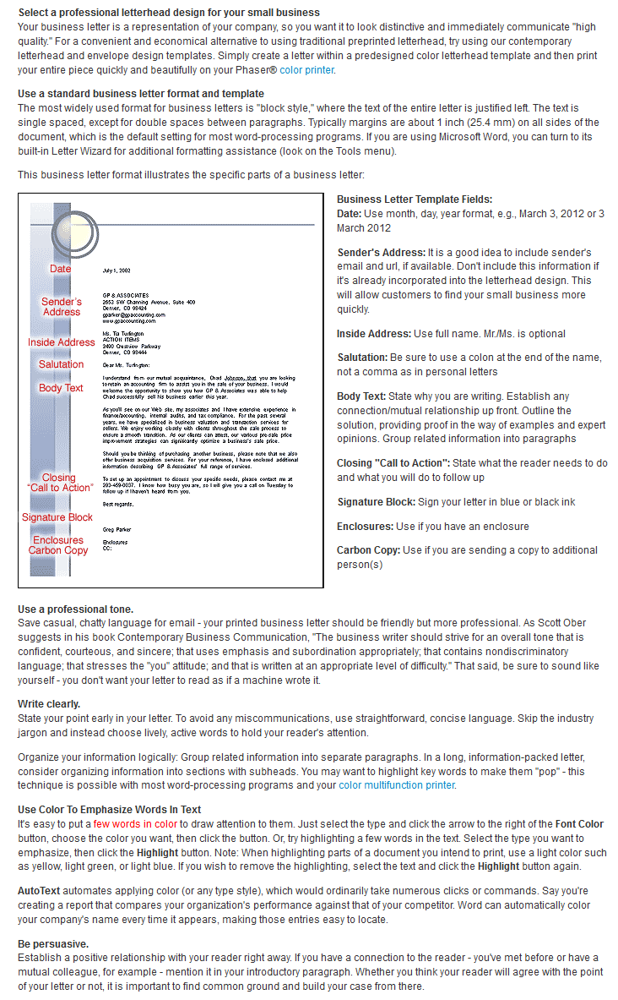 Select a professional letterhead design for your small business
Your business letter is a representation of your company, so you want it to look distinctive and immediately communicate "high
quality." For a convenient and economical alternative to using traditional preprinted letterhead, try using our contemporary
letterhead and envelope design templates. Simply create a letter within a predesigned color letterhead template and then print
your entire piece quickly and beautifully on your Phaser® color printer.
Use a standard business letter format and template
The most widely used format for business letters is "block style," where the text of the entire letter is justified left. The text is
single spaced, except for double spaces between paragraphs. Typically margins are about 1 inch (25.4 mm) on all sides of the
document, which is the default setting for most word-processing programs. If you are using Microsoft Word, you can turn to its
built-in Letter Wizard for additional formatting assistance (look on the Tools menu).
This business letter format illustrates the specific parts of a business letter:
Date
July 1, 2002
Sender's
Address
GP & ASSOCIATES
2653 SW Channing Avenue, Suite 400
Denver, CO 98424
gparker@gpaccounting.com
www.gpaccounting.com
Inside Address
Ms. Tia Turlington
ACTION ITEMS
2490 Crestview Parkway
Denver, CO 99444
Salutation
Dear Ms. Turlington:
Body Text
I understand from our mutual acquaintance, Chad Johnson, that you are looking
to retain an accounting firm to assist you in the sale of your business. I would
welcome the opportunity to show you how GP & Associates was able to help
Chad successfully sell his business earlier this year.
As you'll see on our Web site, my associates and I have extensive experience in
finance/accounting, internal audits, and tax compliance. For the past several
years, we have specialized in business valuation and transaction services for
sellers. We enjoy working closely with clients throughout the sale process to
ensure a smooth transition. As our clients can attest, our various pre-sale price
improvement strategies can significantly optimize a business's sale price.
Should you be thinking of purchasing another business, please note that we also
offer business acquisition services. For your reference, I have enclosed additional
information describing GP & Associates' full range of services.
Closing
"Call to Action"
To set up an appointment to discuss your specific needs, please contact me at
203-459-0037. I know how busy you are, so I will give you a call on Tuesday to
follow up if I haven't heard from you.
Best regards,
Signature Block
Greg Parker
Enclosures
Carbon Copy
Enclosures
CC:
Business Letter Template Fields:
Date: Use month, day, year format, e.g., March 3, 2012 or 3
March 2012
Sender's Address: It is a good idea to include sender's
email and url, if available. Don't include this information if
it's already incorporated into the letterhead design. This
will allow customers to find your small business more
quickly.
Inside Address: Use full name. Mr./Ms. is optional
Salutation: Be sure to use a colon at the end of the name,
not a comma as in personal letters
Body Text: State why you are writing. Establish any
connection/mutual relationship up front. Outline the
solution, providing proof in the way of examples and expert
opinions. Group related information into paragraphs
Closing "Call to Action": State what the reader needs to do
and what you will do to follow up
Signature Block: Sign your letter in blue or black ink
Enclosures: Use if you have an enclosure
Carbon Copy: Use if you are sending a copy to additional
person(s)
Use a professional tone.
Save casual, chatty language for email - your printed business letter should be friendly but more professional. As Scott Ober
suggests in his book Contemporary Business Communication, "The business writer should strive for an overall tone that is
confident, courteous, and sincere; that uses emphasis and subordination appropriately; that contains nondiscriminatory
language; that stresses the "you" attitude; and that is written at an appropriate level of difficulty." That said, be sure to sound like
yourself - you don't want your letter to read as if a machine wrote it.
Write clearly.
State your point early in your letter. To avoid any miscommunications, use straightforward, concise language. Skip the industry
jargon and instead choose lively, active words to hold your reader's attention.
Organize your information logically: Group related information into separate paragraphs. In a long, information-packed letter,
consider organizing information into sections with subheads. You may want to highlight key words to make them "pop" - this
technique is possible with most word-processing programs and your color multifunction printer.
Use Color To Emphasize Words In Text
It's easy to put a few words in color to draw attention to them. Just select the type and click the arrow to the right of the Font Color
button, choose the color you want, then click the button. Or, try highlighting a few words in the text. Select the type you want to
emphasize, then click the Highlight button. Note: When highlighting parts of a document you intend to print, use a light color such
as yellow, light green, or light blue. If you wish to remove the highlighting, select the text and click the Highlight button again.
AutoText automates applying color (or any type style), which would ordinarily take numerous clicks or commands. Say you're
creating a report that compares your organization's performance against that of your competitor. Word can automatically color
your company's name every time it appears, making those entries easy to locate.
Be persuasive.
Establish a positive relationship with your reader right away. If you have a connection to the reader - you've met before or have a
mutual colleague, for example - mention it in your introductory paragraph. Whether you think your reader will agree with the point
of your letter or not, it is important to find common ground and build your case from there.